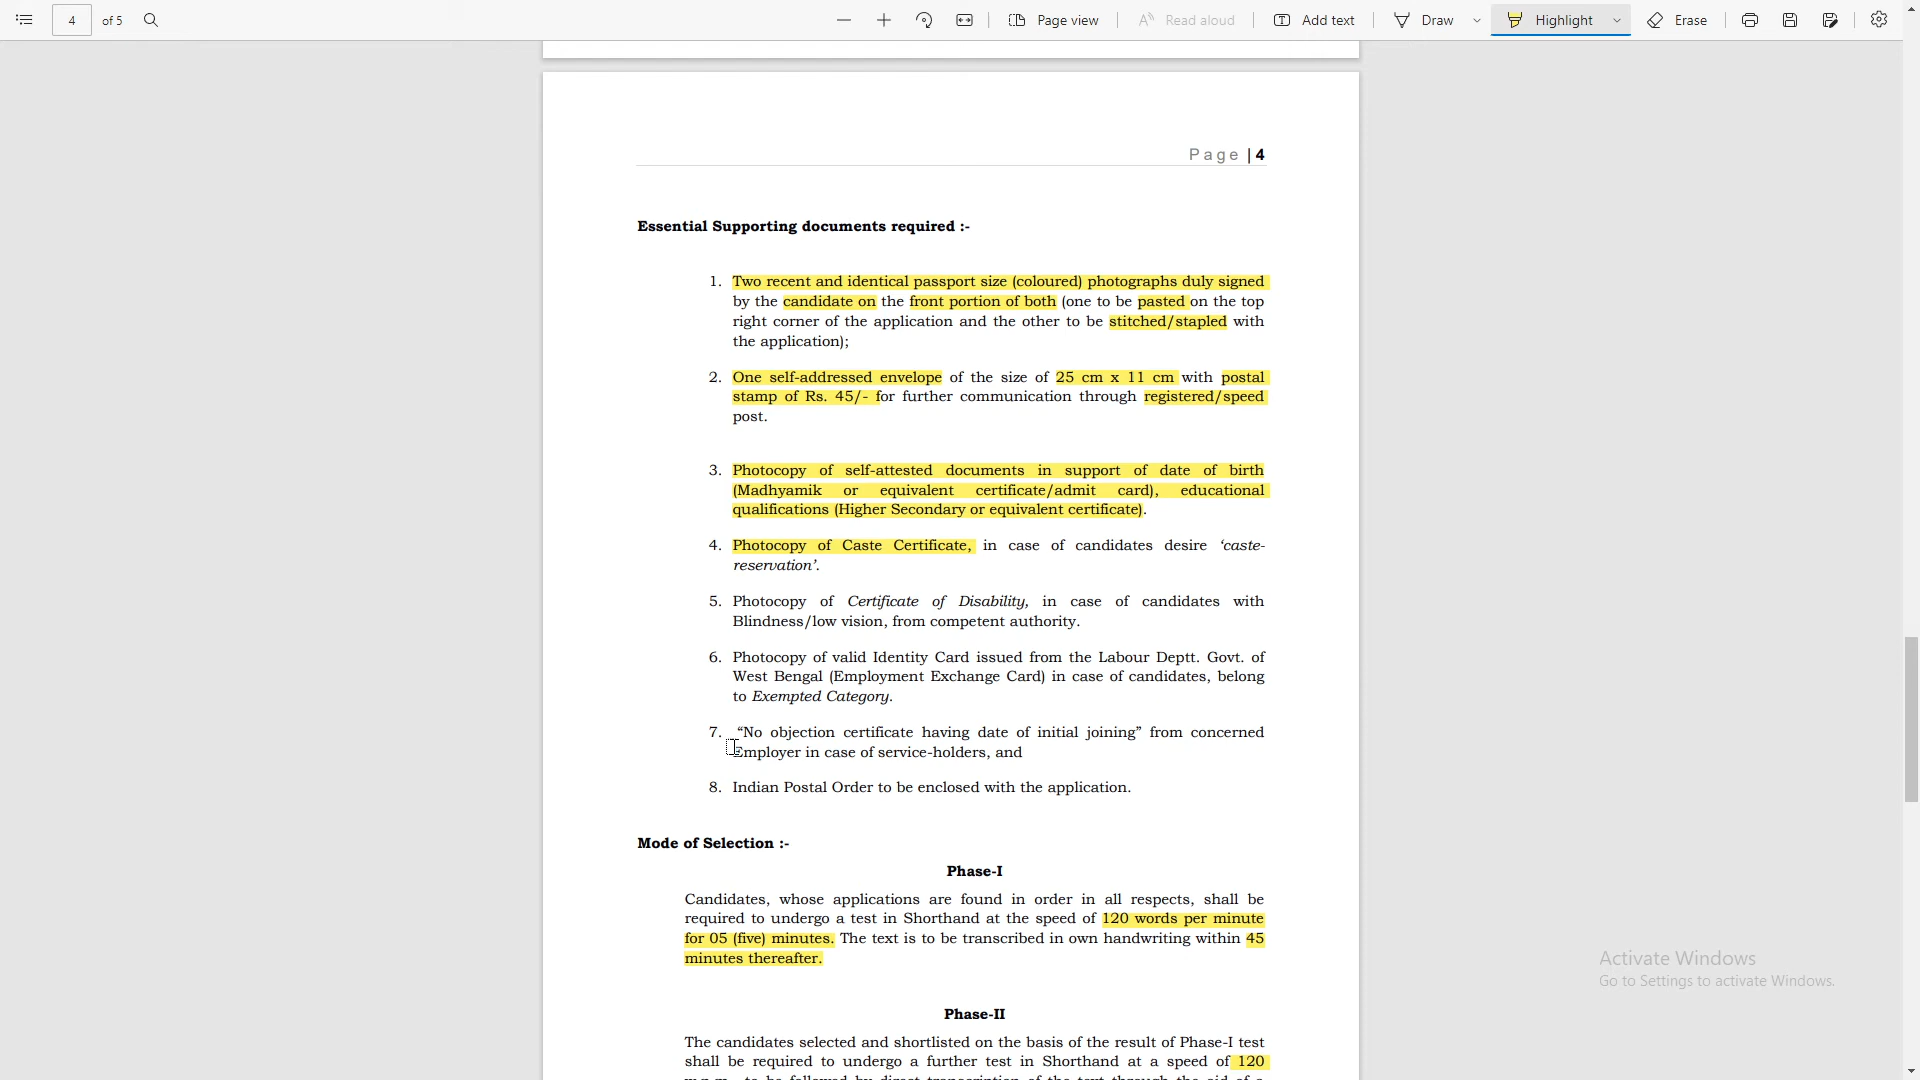 4 of 5 Page view Read aloud Add text Draw Highlight Erase
Page | 4
Essential Supporting documents required :-
1. Two recent and identical passport size (coloured) photographs duly signed
by the candidate on the front portion of both (one to be pasted on the top
right corner of the application and the other to be stitched/stapled with
the application);
2. One self-addressed envelope of the size of 25 cm x 11 cm with postal
stamp of Rs. 45/- for further communication through registered/speed
post.
3. Photocopy of self-attested documents in support of date of birth
(Madhyamik or equivalent certificate/admit card), educational
qualifications (Higher Secondary or equivalent certificate).
4. Photocopy of Caste Certificate, in case of candidates desire ‘caste-
reservation’.
5. Photocopy of Certificate of Disability, in case of candidates with
Blindness/low vision, from competent authority.
6. Photocopy of valid Identity Card issued from the Labour Deptt. Govt. of
West Bengal (Employment Exchange Card) in case of candidates, belong
to Exempted Category.
7. “No objection certificate having date of initial joining” from concerned
Employer in case of service-holders, and
8. Indian Postal Order to be enclosed with the application.
Mode of Selection :-
Phase-I
Candidates, whose applications are found in order in all respects, shall be
required to undergo a test in Shorthand at the speed of 120 words per minute
for 05 (five) minutes. The text is to be transcribed in own handwriting within 45
minutes thereafter.
Activate Windows
Go to Settings to activate Windows.
Phase-II
The candidates selected and shortlisted on the basis of the result of Phase-I test
shall be required to undergo a further test in Shorthand at a speed of 120